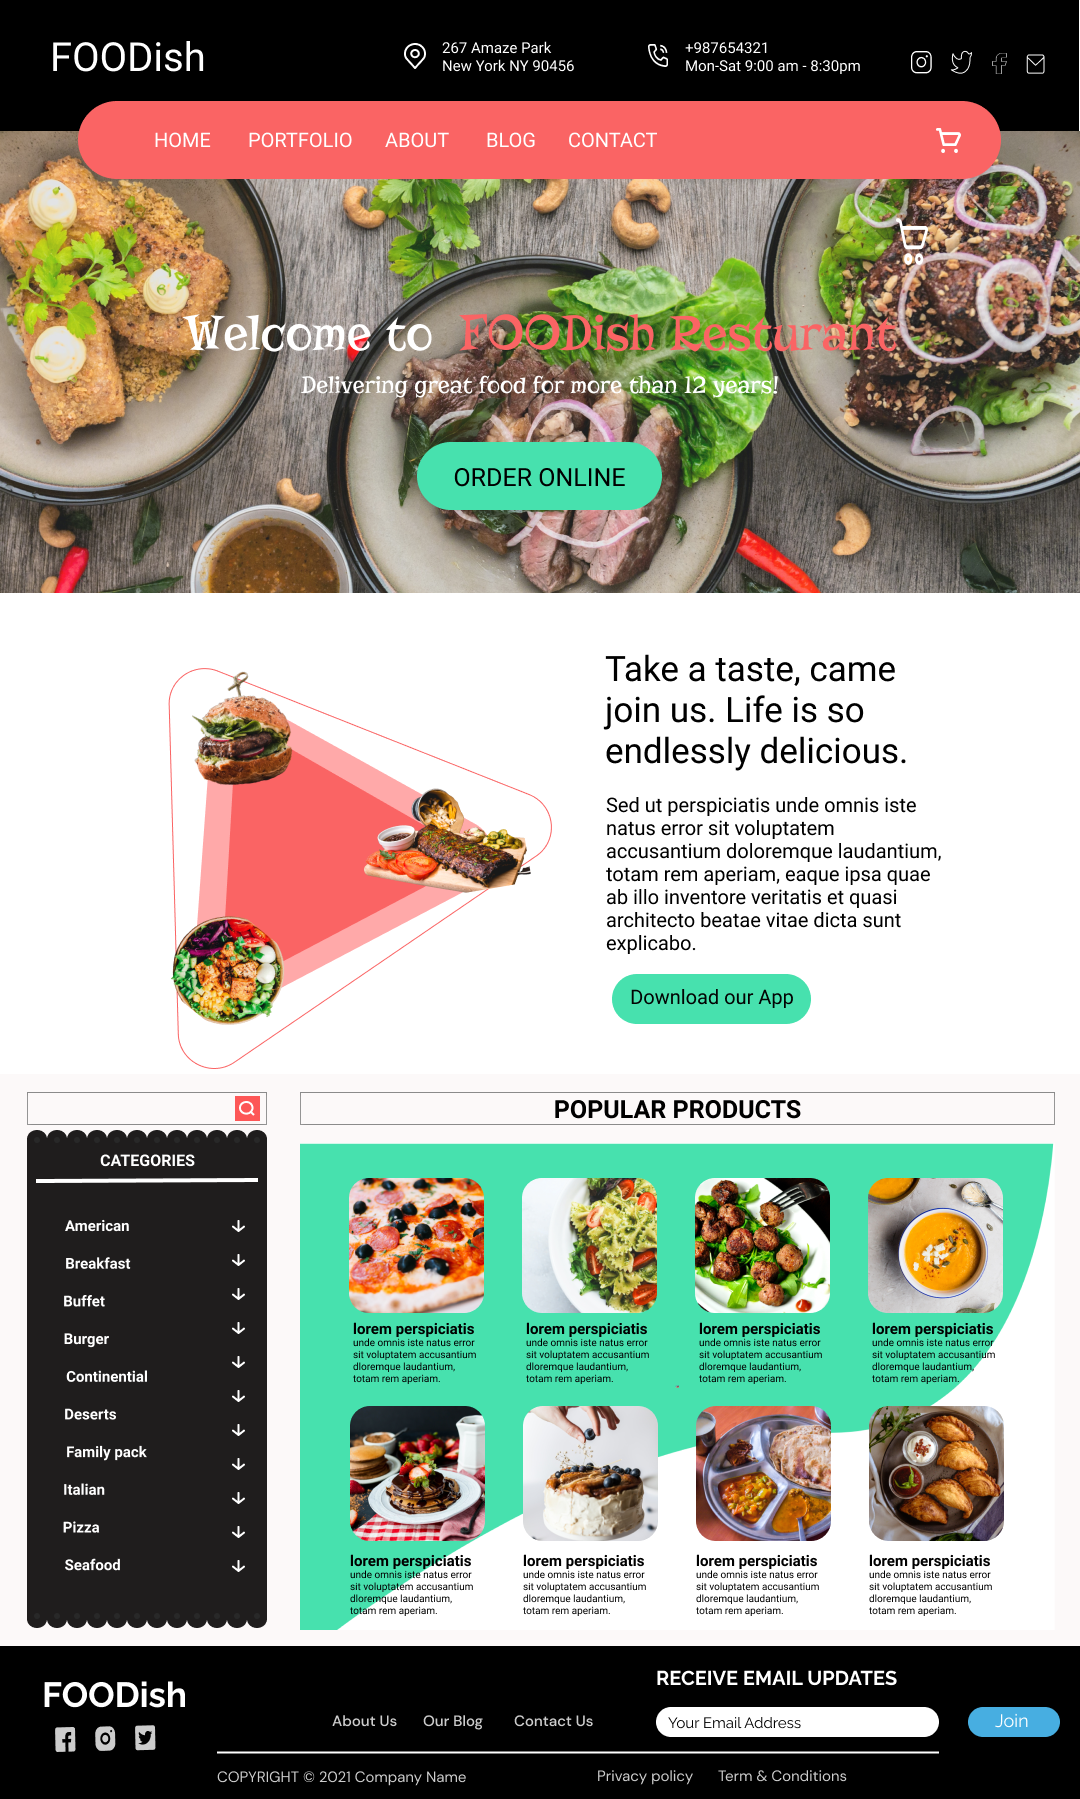 FOODish
267 Amaze Park
New York NY 90456
+987654321
Mon-Sat 9:00 am - 8:30pm
HOME PORTFOLIO ABOUT BLOG CONTACT
Welcome to FOODish Resturant
Delivering great food for more than 12 years!
ORDER ONLINE
Take a taste, came
join us. Life is so
endlessly delicious.
Sed ut perspiciatis unde omnis iste
natus error sit voluptatem
accusantium doloremque laudantium,
totam rem aperiam, eaque ipsa quae
ab illo inventore veritatis et quasi
architecto beatae vitae dicta sunt
explicabo.
Download our App
CATEGORIES
American
Breakfast
Buffet
Burger
Continental
Deserts
Family pack
Italian
Pizza
Seafood
POPULAR PRODUCTS
lorem perspiciatis
unde omnis iste natus error
sit voluptatem accusantium
dloremque laudantium,
totam rem aperiam.
lorem perspiciatis
unde omnis iste natus error
sit voluptatem accusantium
dloremque laudantium,
totam rem aperiam.
lorem perspiciatis
unde omnis iste natus error
sit voluptatem accusantium
dloremque laudantium,
totam rem aperiam.
lorem perspiciatis
unde omnis iste natus error
sit voluptatem accusantium
dloremque laudantium,
totam rem aperiam.
lorem perspiciatis
unde omnis iste natus error
sit voluptatem accusantium
dloremque laudantium,
totam rem aperiam.
lorem perspiciatis
unde omnis iste natus error
sit voluptatem accusantium
dloremque laudantium,
totam rem aperiam.
lorem perspiciatis
unde omnis iste natus error
sit voluptatem accusantium
dloremque laudantium,
totam rem aperiam.
lorem perspiciatis
unde omnis iste natus error
sit voluptatem accusantium
dloremque laudantium,
totam rem aperiam.
FOODish
About Us Our Blog Contact Us
RECEIVE EMAIL UPDATES
Your Email Address
Join
COPYRIGHT © 2021 Company Name
Privacy policy Term & Conditions